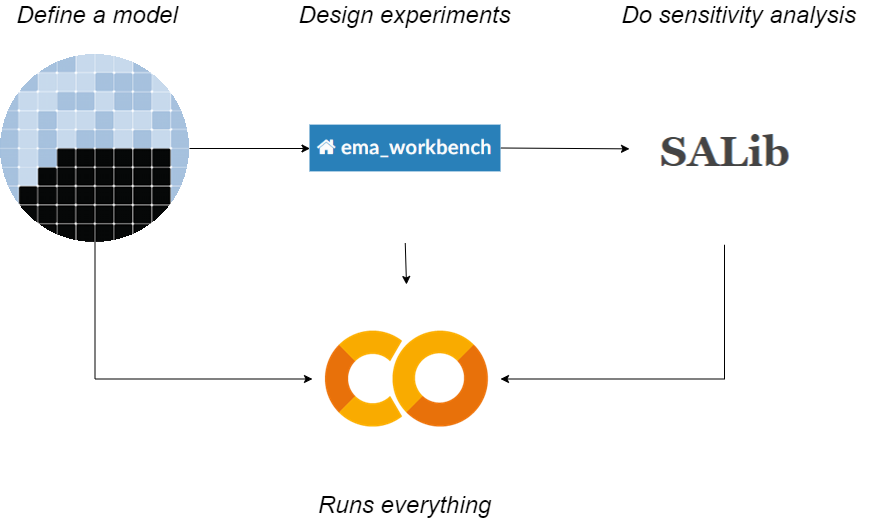 Define a model
Design experiments
Do sensitivity analysis
ema_workbench
SALib
Runs everything